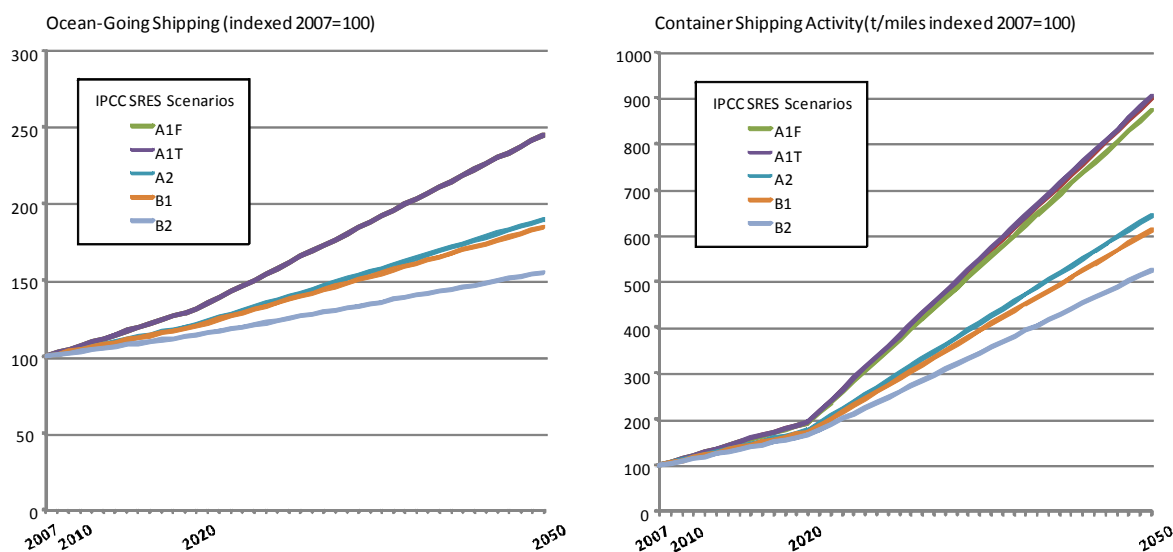 Ocean-Going Shipping (indexed 2007=100)
300
250
200
150
100
50
0
IPCC SRES Scenarios
A1F
A1T
A2
B1
B2
2007
2010
2020
2050
Container Shipping Activity(t/miles indexed 2007=100)
1000
900
800
700
600
500
400
300
200
100
0
IPCC SRES Scenarios
A1F
A1T
A2
B1
B2
2007
2010
2020
2050